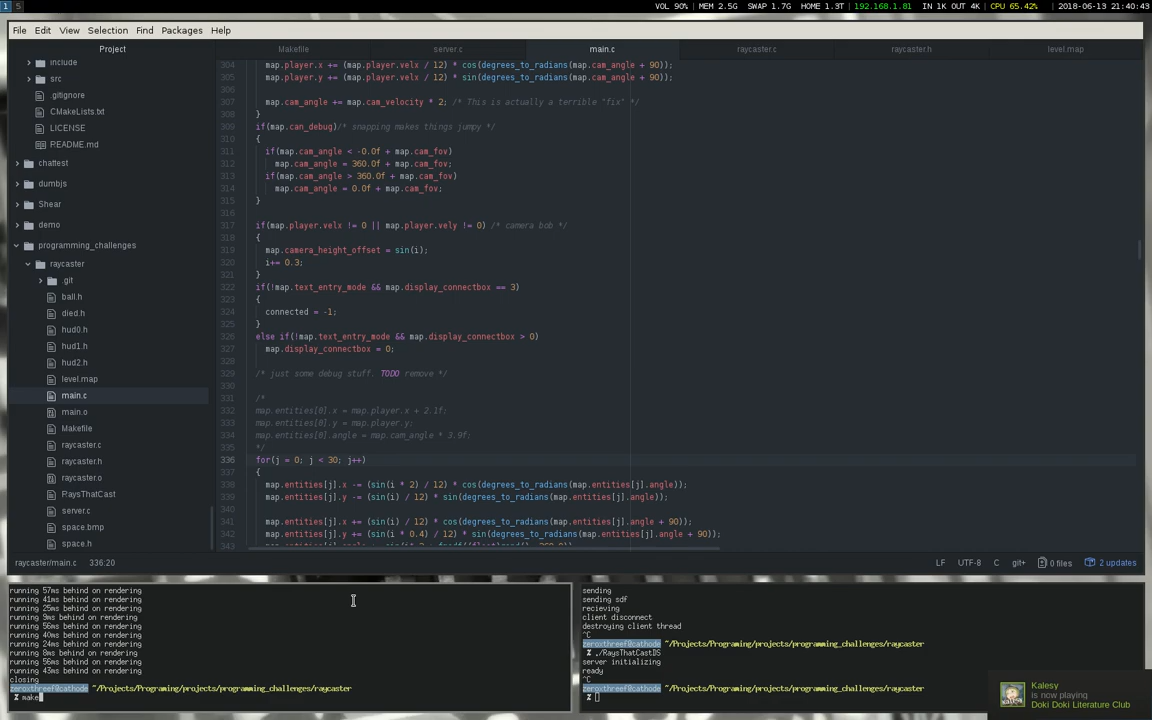 1 5 VOL 90% | MEM 2.5G SWAP 1.7G HOME 1.3T | 192.168.1.81 | IN 1K OUT 4K | CPU 65.42% | 2018-06-13 21:40:43
File Edit View Selection Find Packages Help
Project Makefile server.c main.c raycaster.c raycaster.h level.map
include
src
.gitignore
CMakeLists.txt
LICENSE
README.md
chattest
dumbjs
Shear
demo
programming_challenges
raycaster
.git
ball.h
died.h
hud0.h
hud1.h
hud2.h
level.map
main.c
main.o
Makefile
raycaster.c
raycaster.h
raycaster.o
RaysThatCast
server.c
space.bmp
space.h
304 map.player.x += (map.player.velx / 12) * cos(degrees_to_radians(map.cam_angle + 90));
305 map.player.y += (map.player.velx / 12) * sin(degrees_to_radians(map.cam_angle + 90));
306
307 map.cam_angle += map.cam_velocity * 2; /* This is actually a terrible "fix" */
308 }
309 if(map.can_debug)/* snapping makes things jumpy */
310 {
311 if(map.cam_angle < -0.0f + map.cam_fov)
312 map.cam_angle = 360.0f + map.cam_fov;
313 if(map.cam_angle > 360.0f + map.cam_fov)
314 map.cam_angle = 0.0f + map.cam_fov;
315 }
316
317 if(map.player.velx != 0 || map.player.vely != 0) /* camera bob */
318 {
319 map.camera_height_offset = sin(i);
320 i+= 0.3;
321 }
322 if(!map.text_entry_mode && map.display_connectbox == 3)
323 {
324 connected = -1;
325 }
326 else if(!map.text_entry_mode && map.display_connectbox > 0)
327 map.display_connectbox = 0;
328
329 /* just some debug stuff. TODO remove */
330
331 /*
332 map.entities[0].x = map.player.x + 2.1f;
333 map.entities[0].y = map.player.y;
334 map.entities[0].angle = map.cam_angle * 3.9f;
335 */
336 for(j = 0; j < 30; j++)
337 {
338 map.entities[j].x -= (sin(i * 2) / 12) * cos(degrees_to_radians(map.entities[j].angle));
339 map.entities[j].y -= (sin(i) / 12) * sin(degrees_to_radians(map.entities[j].angle));
340
341 map.entities[j].x += (sin(i) / 12) * cos(degrees_to_radians(map.entities[j].angle + 90));
342 map.entities[j].y += (sin(i * 0.4) / 12) * sin(degrees_to_radians(map.entities[j].angle + 90));
343
raycaster/main.c 336:20 LF UTF-8 C git+ 0 files 2 updates
running 57ms behind on rendering
running 41ms behind on rendering
running 25ms behind on rendering
running 9ms behind on rendering
running 56ms behind on rendering
running 40ms behind on rendering
running 24ms behind on rendering
running 8ms behind on rendering
running 56ms behind on rendering
running 43ms behind on rendering
closing
zeroxthreef@cathode ~/Projects/Programing/projects/programming_challenges/raycaster
% make
sending
sending sdf
recieving
client disconnect
destroying client thread
^C
zeroxthreef@cathode ~/Projects/Programing/projects/programming_challenges/raycaster
% ./RaysThatCastDS
server initializing
ready
^C
zeroxthreef@cathode ~/Projects/Programing/projects/programming_challenges/raycaster
%
Kalesy
is now playing
Doki Doki Literature Club